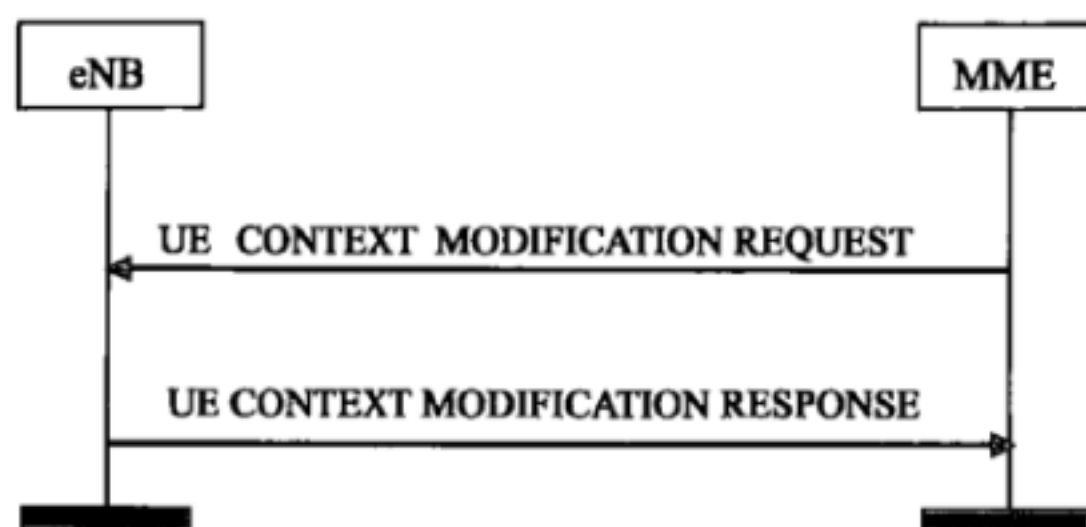 eNB
MME
UE CONTEXT MODIFICATION REQUEST
UE CONTEXT MODIFICATION RESPONSE